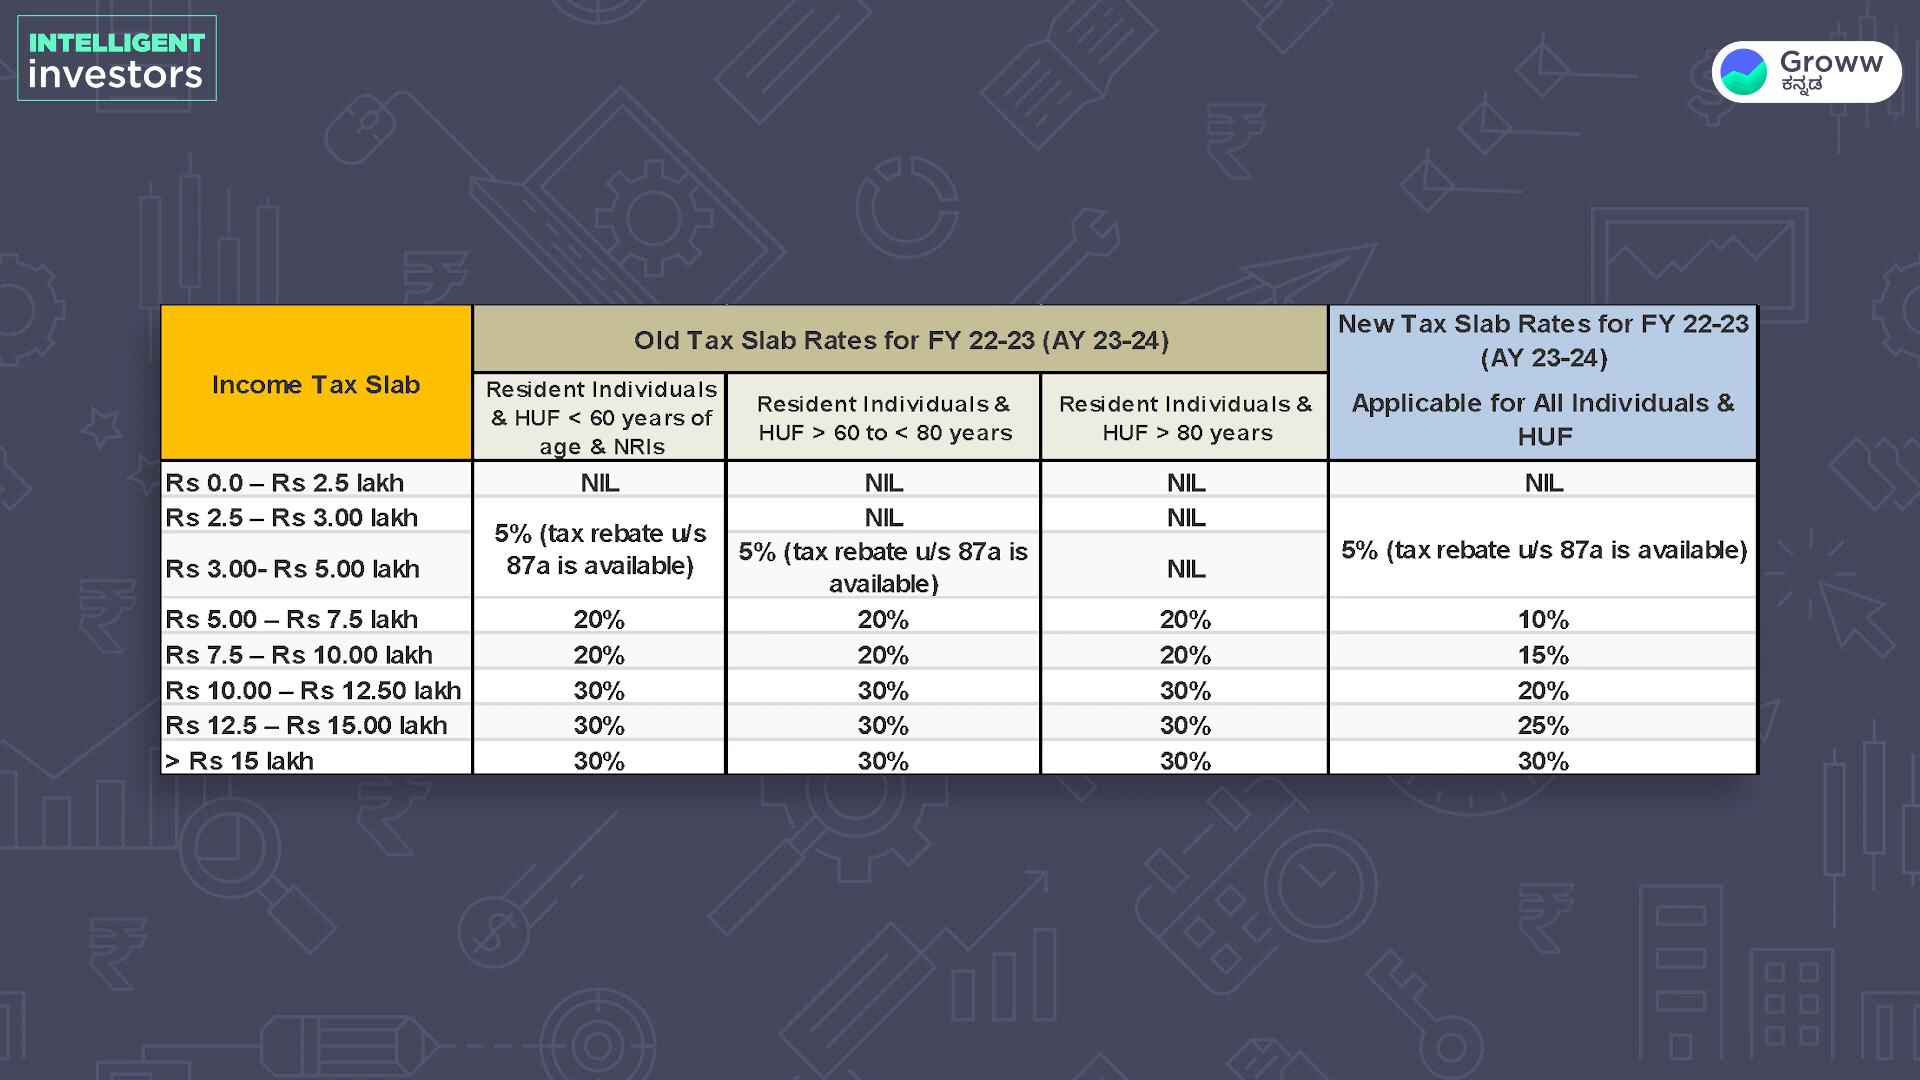 INTELLIGENT
investors
Groww
ಕನ್ನಡ
Income Tax Slab
Old Tax Slab Rates for FY 22-23 (AY 23-24)
New Tax Slab Rates for FY 22-23
(AY 23-24)
Applicable for All Individuals &
HUF
Resident Individuals
& HUF < 60 years of
age & NRIs
Resident Individuals &
HUF > 60 to < 80 years
Resident Individuals &
HUF > 80 years
Rs 0.0 – Rs 2.5 lakh NIL NIL NIL NIL
Rs 2.5 – Rs 3.00 lakh NIL NIL
5% (tax rebate u/s
87a is available)
5% (tax rebate u/s 87a is available)
Rs 3.00- Rs 5.00 lakh
5% (tax rebate u/s 87a is
available)
NIL
Rs 5.00 – Rs 7.5 lakh 20% 20% 20% 10%
Rs 7.5 – Rs 10.00 lakh 20% 20% 20% 15%
Rs 10.00 – Rs 12.50 lakh 30% 30% 30% 20%
Rs 12.5 – Rs 15.00 lakh 30% 30% 30% 25%
> Rs 15 lakh 30% 30% 30% 30%